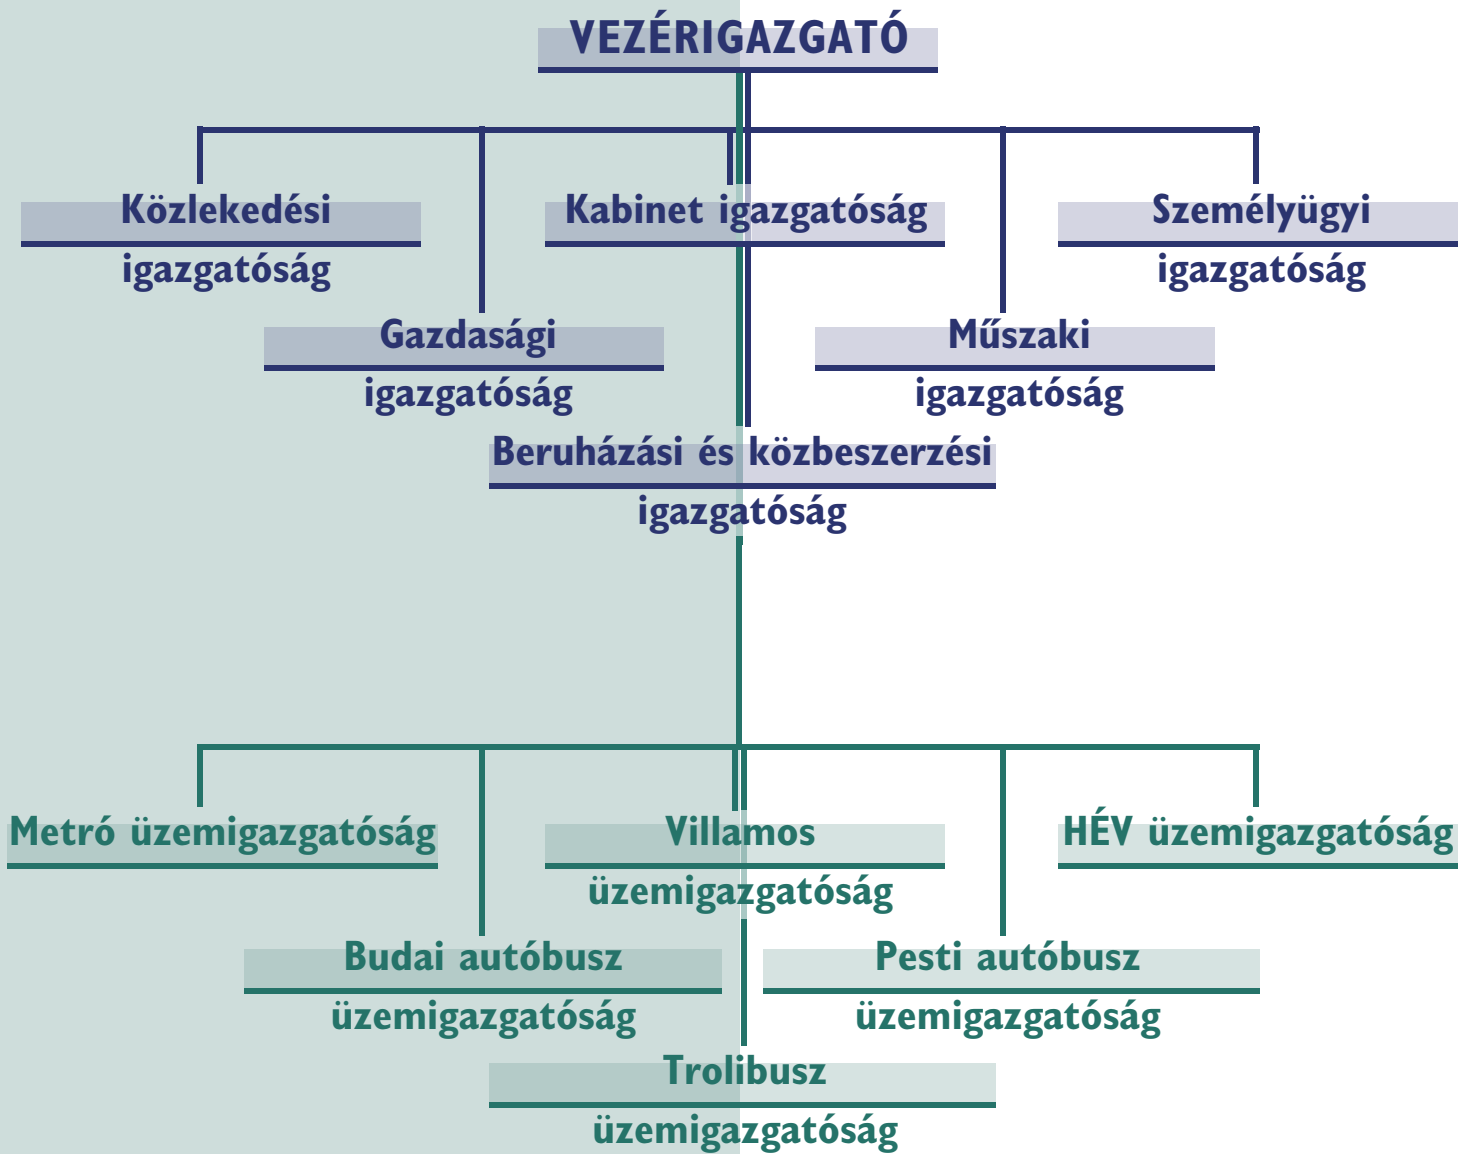 VEZÉRIGAZGATÓ
Közlekedési
igazgatóság
Kabinet igazgatóság
Személyügyi
igazgatóság
Gazdasági
igazgatóság
Műszaki
igazgatóság
Beruházási és közbeszerzési
igazgatóság
Metró üzemigazgatóság
Villamos
üzemigazgatóság
HÉV üzemigazgatóság
Budai autóbusz
üzemigazgatóság
Pesti autóbusz
üzemigazgatóság
Trolibusz
üzemigazgatóság